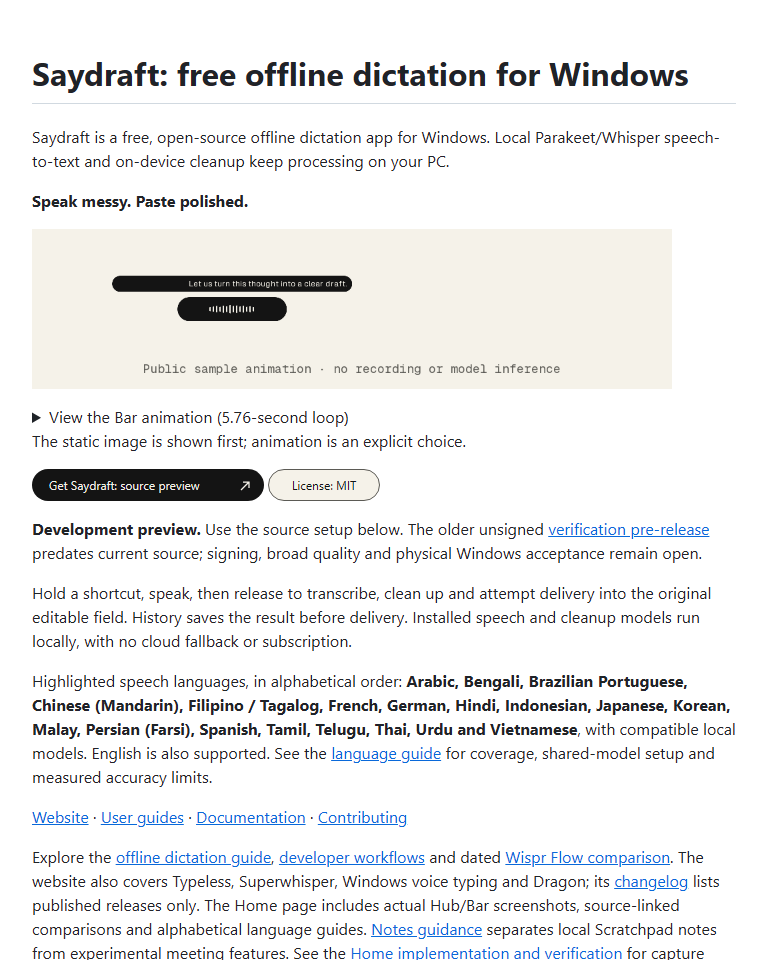 Saydraft: free offline dictation for Windows
Saydraft is a free, open-source offline dictation app for Windows. Local Parakeet/Whisper speech-
to-text and on-device cleanup keep processing on your PC.
Speak messy. Paste polished.
Let us turn this thought into a clear draft.
Public sample animation · no recording or model inference
View the Bar animation (5.76-second loop)
The static image is shown first; animation is an explicit choice.
Get Saydraft: source preview ↗ License: MIT
Development preview. Use the source setup below. The older unsigned verification pre-release
predates current source; signing, broad quality and physical Windows acceptance remain open.
Hold a shortcut, speak, then release to transcribe, clean up and attempt delivery into the original
editable field. History saves the result before delivery. Installed speech and cleanup models run
locally, with no cloud fallback or subscription.
Highlighted speech languages, in alphabetical order: Arabic, Bengali, Brazilian Portuguese,
Chinese (Mandarin), Filipino / Tagalog, French, German, Hindi, Indonesian, Japanese, Korean,
Malay, Persian (Farsi), Spanish, Tamil, Telugu, Thai, Urdu and Vietnamese, with compatible local
models. English is also supported. See the language guide for coverage, shared-model setup and
measured accuracy limits.
Website · User guides · Documentation · Contributing
Explore the offline dictation guide, developer workflows and dated Wispr Flow comparison. The
website also covers Typeless, Superwhisper, Windows voice typing and Dragon; its changelog lists
published releases only. The Home page includes actual Hub/Bar screenshots, source-linked
comparisons and alphabetical language guides. Notes guidance separates local Scratchpad notes
from experimental meeting features. See the Home implementation and verification for capture